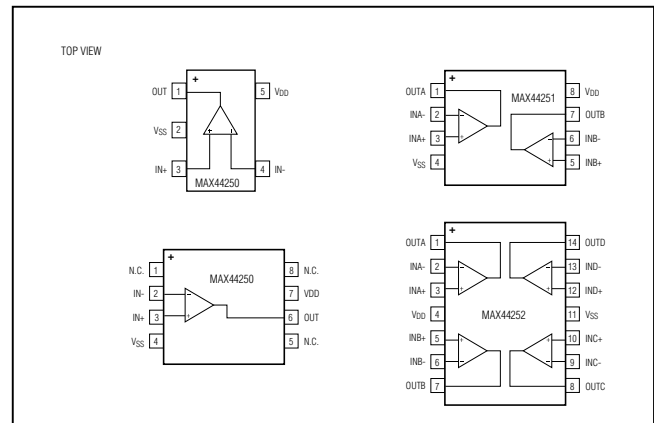 TOP VIEW
+
OUT 1 5 VDD
VSS 2
+ −
IN+ 3 4 IN-
MAX44250
+
OUTA 1 8 VDD
MAX44251
INA- 2 − 7 OUTB
INA+ 3 + − 6 INB-
VSS 4 + 5 INB+
+
N.C. 1 8 N.C.
MAX44250
IN- 2 − 7 VDD
IN+ 3 + 6 OUT
VSS 4 5 N.C.
+
OUTA 1 14 OUTD
INA- 2 − − 13 IND-
INA+ 3 + + 12 IND+
VDD 4 MAX44252 11 VSS
INB+ 5 + + 10 INC+
INB- 6 − − 9 INC-
OUTB 7 8 OUTC